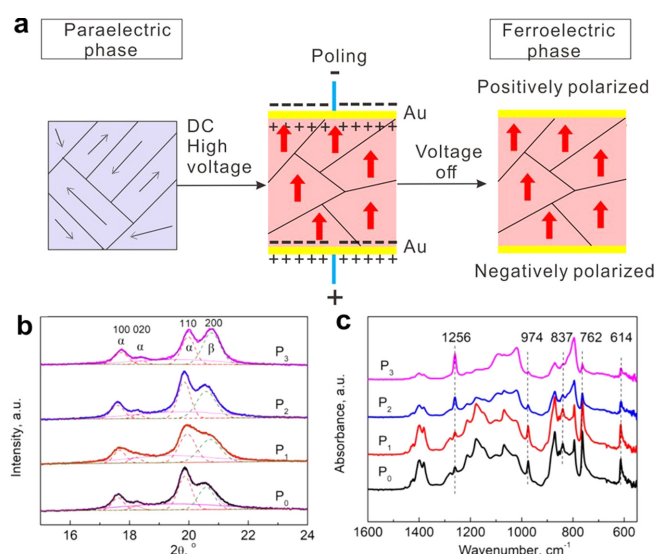 a
Paraelectric
phase
Poling
Ferroelectric
phase
-
Positively polarized
Au
+ + + + + + + + + +
DC
High
voltage
Voltage
off
Au
+ + + + + + + + + +
Negatively polarized
+
b
100 020 110 200
α α α β
P3
P2
P1
P0
Intensity, a.u.
16 18 20 22 24
2θ, °
c
1256 974 837 762 614
P3
P2
P1
P0
Absorbance, a.u.
1600 1400 1200 1000 800 600
Wavenumber, cm-1